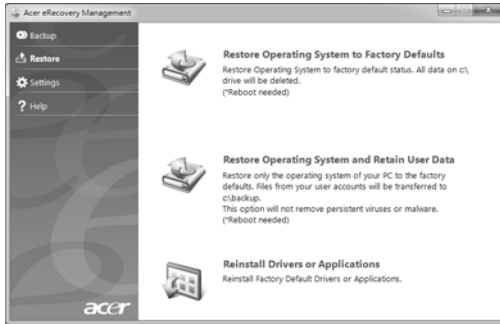 Acer eRecovery Management
Backup
Restore
Settings
Help
Restore Operating System to Factory Defaults
Restore Operating System to factory default status. All data on c:\
drive will be deleted.
(*Reboot needed)
Restore Operating System and Retain User Data
Restore only the operating system of your PC to the factory
defaults. Files from your user accounts will be transferred to
c:\backup.
This option will not remove persistent viruses or malware.
(*Reboot needed)
Reinstall Drivers or Applications
Reinstall Factory Default Drivers or Applications.
acer